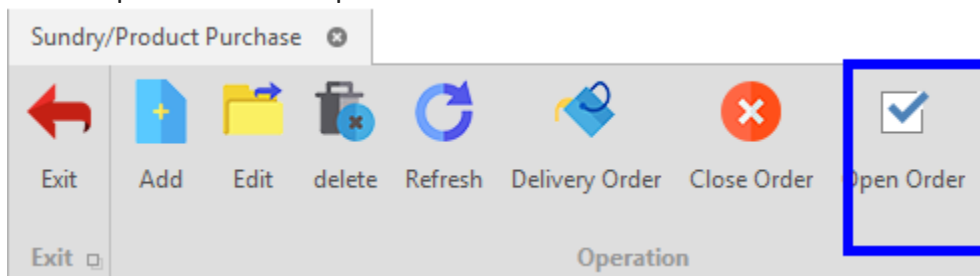 Sundry/Product Purchase
Exit Add Edit delete Refresh Delivery Order Close Order Open Order
Exit Operation